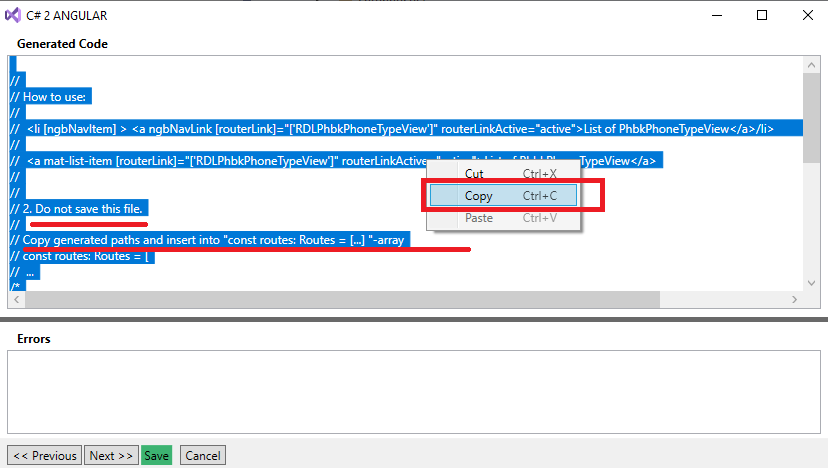 C# 2 ANGULAR
Generated Code
//
// How to use:
//
// <li [ngbNavItem] > <a ngbNavLink [routerLink]="['RDLPhbkPhoneTypeView']" routerLinkActive="active">List of PhbkPhoneTypeView</a>/li>
//
// <a mat-list-item [routerLink]="['RDLPhbkPhoneTypeView']" routerLinkActive PhoneTypeView</a>
//
//
// 2. Do not save this file.
//
// Copy generated paths and insert into "const routes: Routes = [...] "-array
// const routes: Routes = [
// ...
/*
Cut Ctrl+X
Copy Ctrl+C
Paste Ctrl+V
Errors
<< Previous Next >> Save Cancel